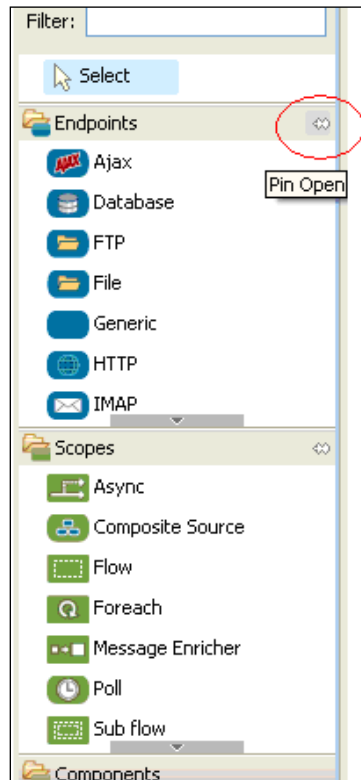 Filter:
Select
Endpoints
Pin Open
AJAX Ajax
Database
FTP
File
Generic
HTTP
IMAP
Scopes
Async
Composite Source
Flow
Foreach
Message Enricher
Poll
Sub flow
Components